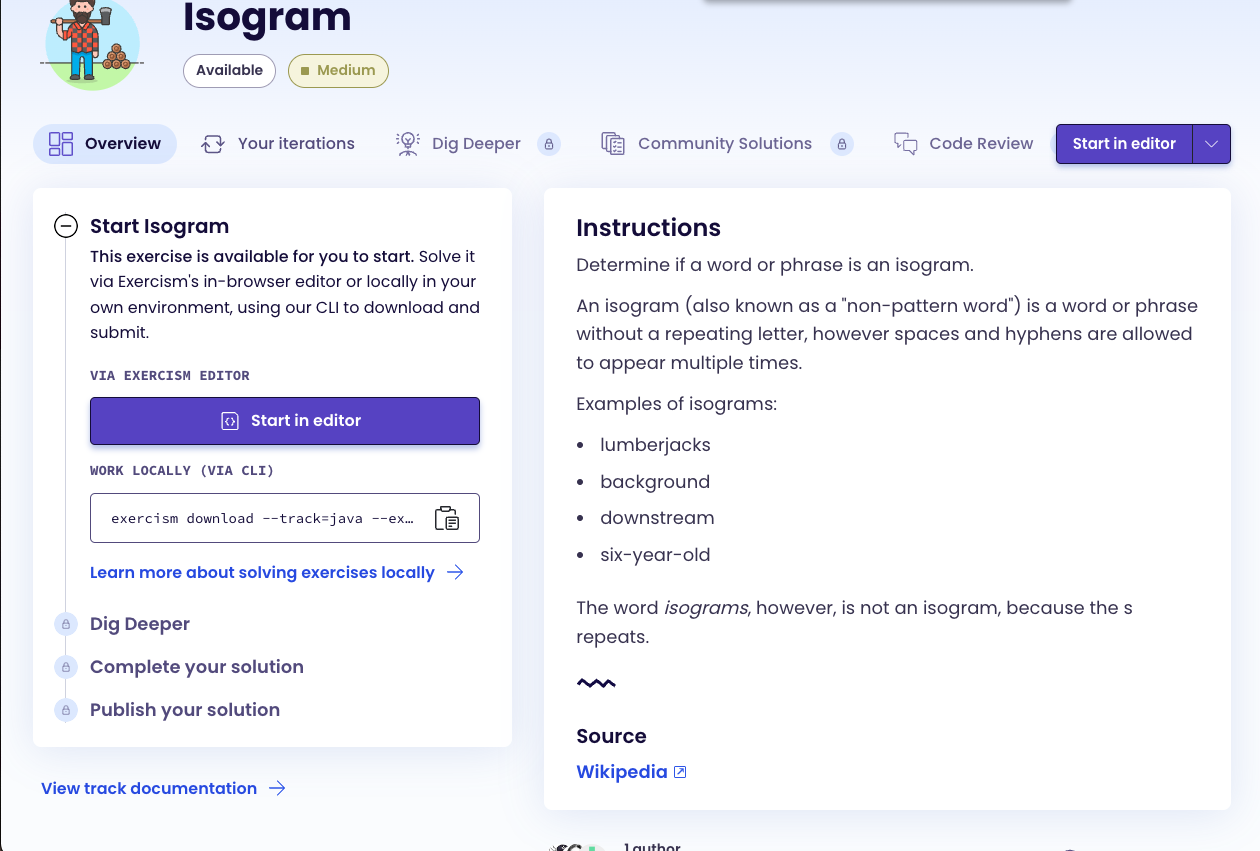 Isogram
Available
Medium
Overview
Your iterations
Dig Deeper
Community Solutions
Code Review
Start in editor
Start Isogram
This exercise is available for you to start. Solve it
via Exercism's in-browser editor or locally in your
own environment, using our CLI to download and
submit.
VIA EXERCISM EDITOR
Start in editor
WORK LOCALLY (VIA CLI)
exercism download --track=java --ex…
Learn more about solving exercises locally
Dig Deeper
Complete your solution
Publish your solution
View track documentation
Instructions
Determine if a word or phrase is an isogram.
An isogram (also known as a "non-pattern word") is a word or phrase
without a repeating letter, however spaces and hyphens are allowed
to appear multiple times.
Examples of isograms:
• lumberjacks
• background
• downstream
• six-year-old
The word isograms, however, is not an isogram, because the s
repeats.
Source
Wikipedia
1 author